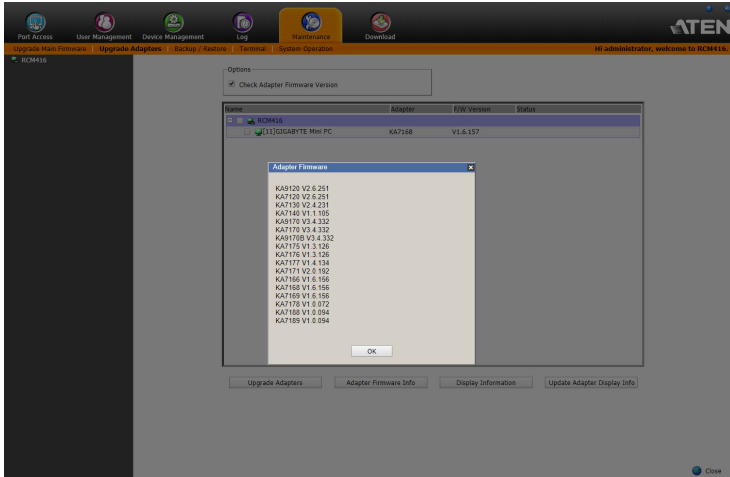 Port Access User Management Device Management Log Maintenance Download
ATEN
Upgrade Main Firmware Upgrade Adapters Backup / Restore Terminal System Operation Hi administrator, welcome to RCM416.
RCM416
Options
Check Adapter Firmware Version
Name Adapter F/W Version Status
RCM416
[11]GIGABYTE Mini PC KA7168 V1.6.157
Adapter Firmware
KA9120 V2.6.251
KA7120 V2.6.251
KA7130 V2.4.231
KA7140 V1.1.105
KA9170 V3.4.332
KA7170 V3.4.332
KA9170B V3.4.332
KA7175 V1.3.126
KA7176 V1.3.126
KA7177 V1.4.134
KA7171 V2.0.192
KA7166 V1.6.156
KA7168 V1.6.156
KA7169 V1.6.156
KA7178 V1.0.072
KA7188 V1.0.094
KA7189 V1.0.094
OK
Upgrade Adapters Adapter Firmware Info Display Information Update Adapter Display Info
Close